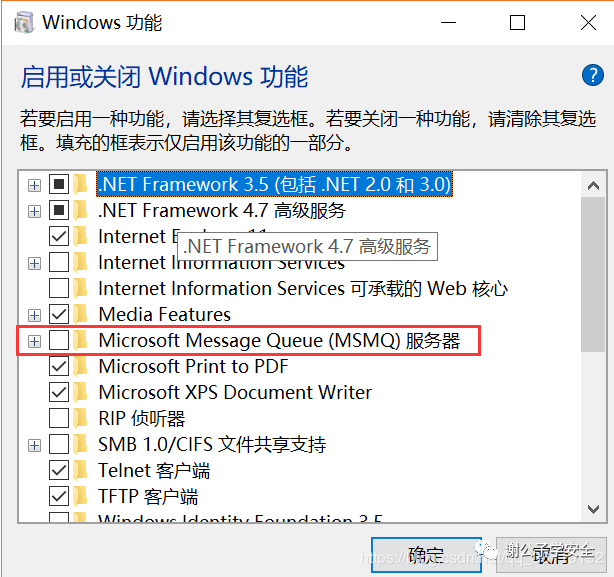 Windows 功能
启用或关闭 Windows 功能
?
若要启用一种功能，请选择其复选框。若要关闭一种功能，请清除其复选
框。填充的框表示仅启用该功能的一部分。
.NET Framework 3.5 (包括 .NET 2.0 和 3.0)
.NET Framework 4.7 高级服务
Internet
11
.NET Framework 4.7 高级服务
Internet Information Services
Internet Information Services 可承载的 Web 核心
Media Features
Microsoft Message Queue (MSMQ) 服务器
Microsoft Print to PDF
Microsoft XPS Document Writer
RIP 侦听器
SMB 1.0/CIFS 文件共享支持
Telnet 客户端
TFTP 客户端
Windows Identity Foundation 3.5
确定
取消
谢公子学安全